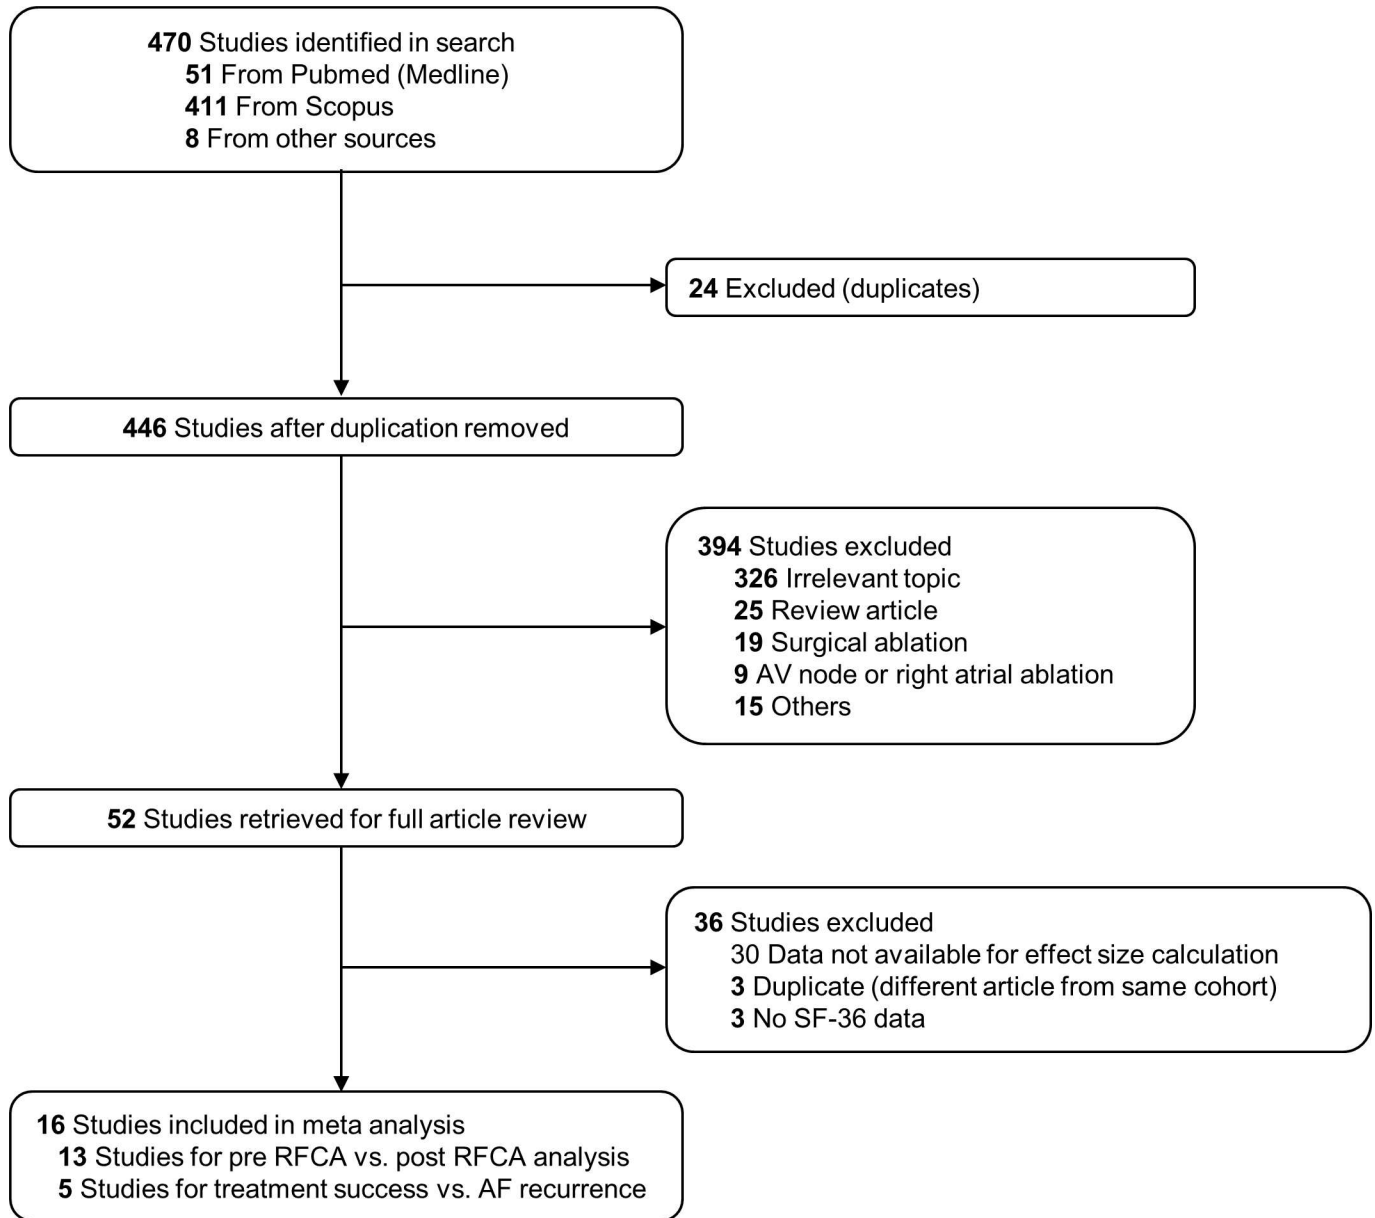 470 Studies identified in search
51 From Pubmed (Medline)
411 From Scopus
8 From other sources
24 Excluded (duplicates)
446 Studies after duplication removed
394 Studies excluded
326 Irrelevant topic
25 Review article
19 Surgical ablation
9 AV node or right atrial ablation
15 Others
52 Studies retrieved for full article review
36 Studies excluded
30 Data not available for effect size calculation
3 Duplicate (different article from same cohort)
3 No SF-36 data
16 Studies included in meta analysis
13 Studies for pre RFCA vs. post RFCA analysis
5 Studies for treatment success vs. AF recurrence